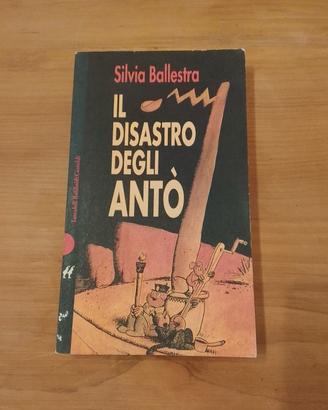 Silvia Ballestra
IL
DISASTRO
DEGLI
ANTÒ